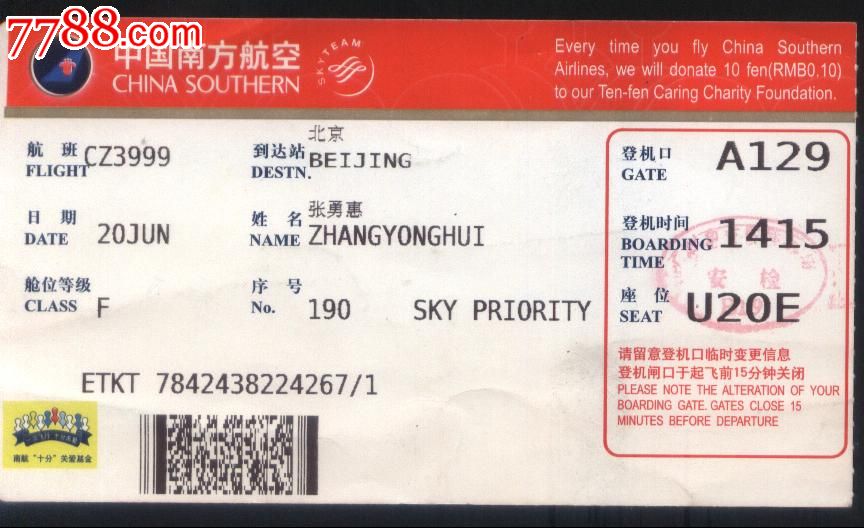 7788.com
中国南方航空
CHINA SOUTHERN
SKYTEAM
Every time you fly China Southern
Airlines, we will donate 10 fen(RMB0.10)
to our Ten-fen Caring Charity Foundation.
航 班
FLIGHT
CZ3999
到达站
DESTN.
北京
BEIJING
登机口
GATE
A129
日 期
DATE
20JUN
姓 名
NAME
张勇惠
ZHANGYONGHUI
登机时间
BOARDING
TIME
1415
舱位等级
CLASS
F
序 号
No.
190
SKY PRIORITY
座 位
SEAT
U20E
安检
ETKT 7842438224267/1
请留意登机口临时变更信息
登机闸口于起飞前15分钟关闭
PLEASE NOTE THE ALTERATION OF YOUR
BOARDING GATE. GATES CLOSE 15
MINUTES BEFORE DEPARTURE
南航“十分”关爱基金